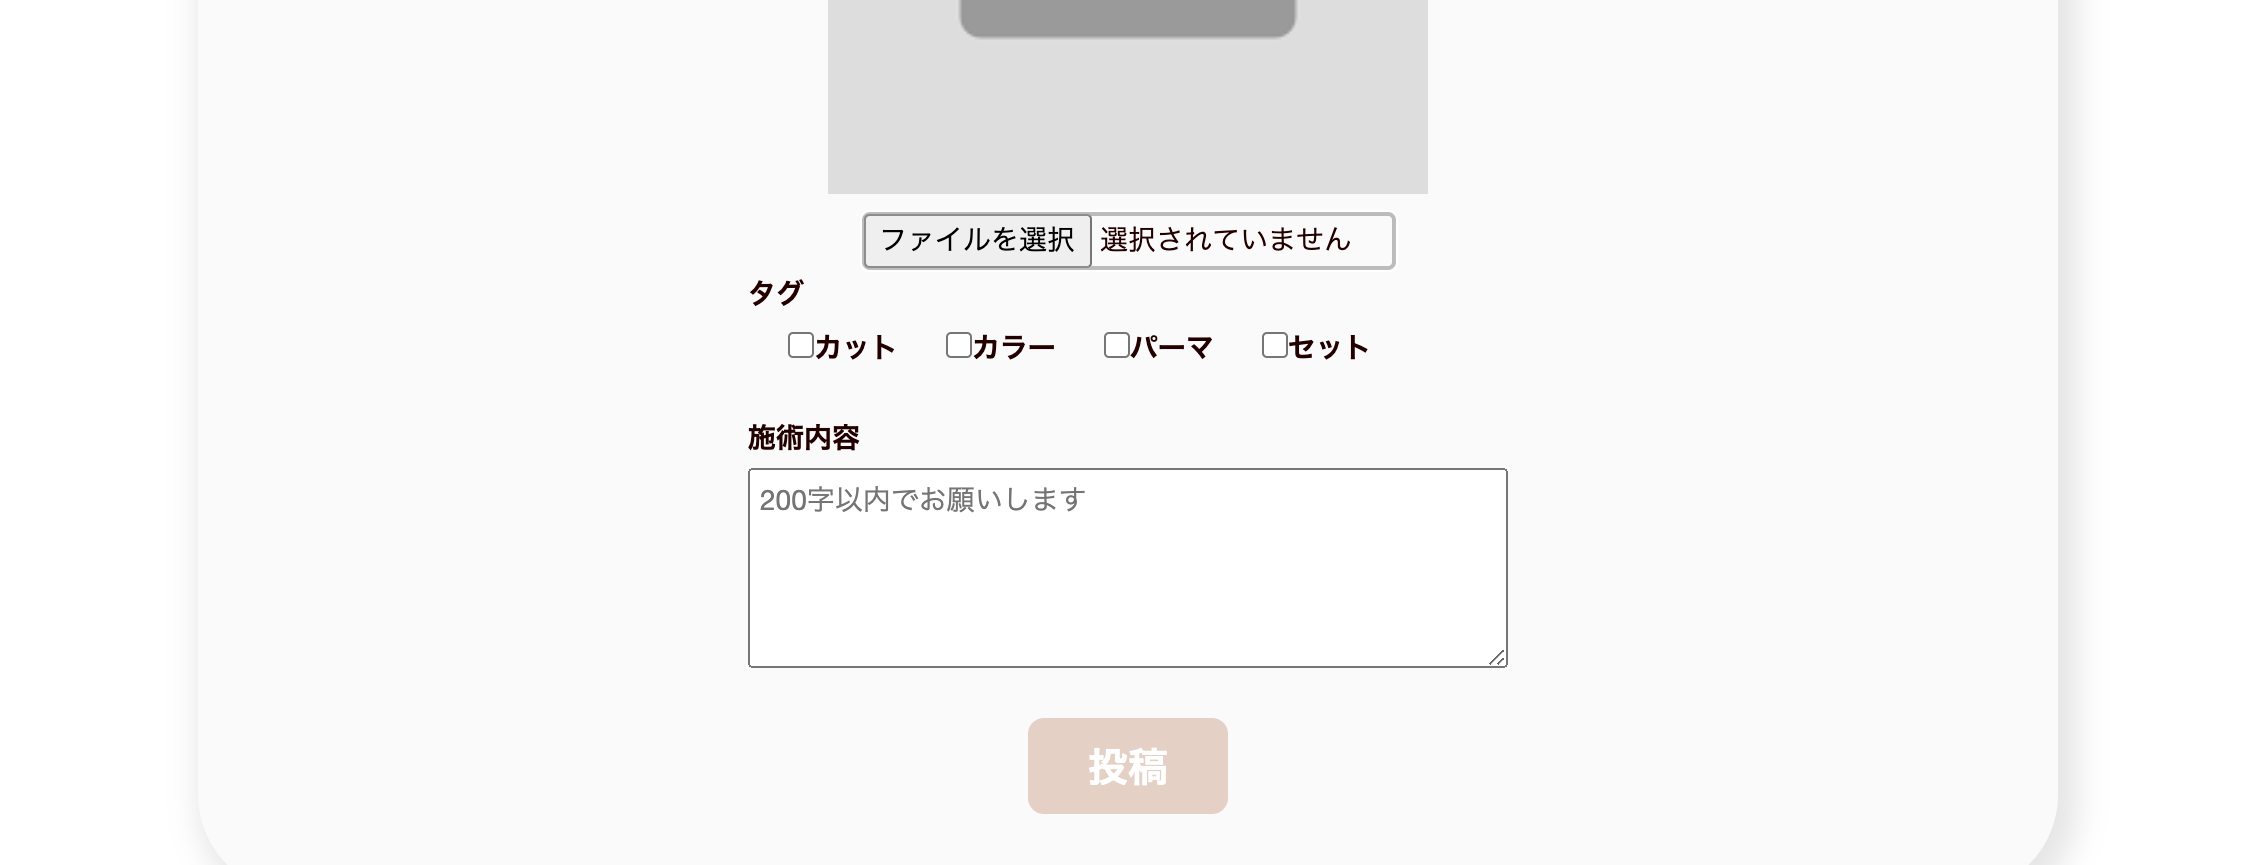 ファイルを選択 選択されていません
タグ
カット カラー パーマ セット
施術内容
200字以内でお願いします
投稿